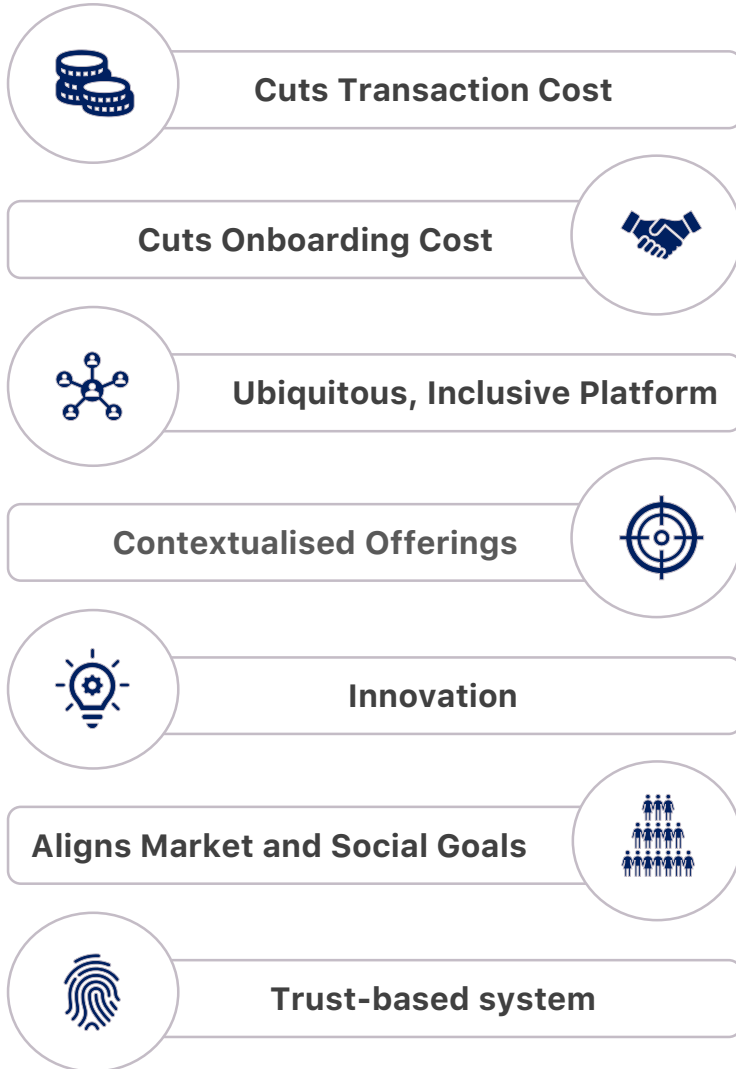 Cuts Transaction Cost
Cuts Onboarding Cost
Ubiquitous, Inclusive Platform
Contextualised Offerings
Innovation
Aligns Market and Social Goals
Trust-based system